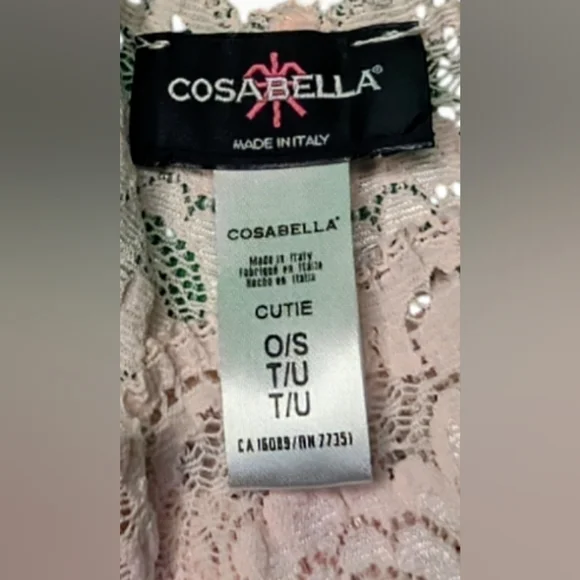 COSABELLA®
MADE IN ITALY
COSABELLA®
Made in Italy
Fabriqué en Italie
Hecho en Italia
CUTIE
O/S
T/U
T/U
CA 16089/RN 77351